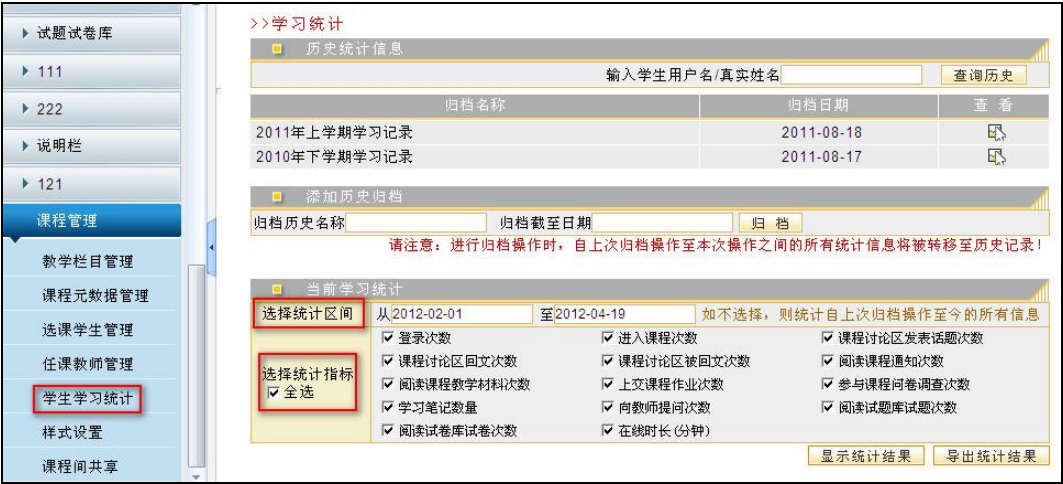 试题试卷库
111
222
说明栏
121
课程管理
教学栏目管理
课程元数据管理
选课学生管理
任课教师管理
学生学习统计
样式设置
课程间共享
>>学习统计
历史统计信息
输入学生用户名/真实姓名 查询历史
归档名称 归档日期 查 看
2011年上学期学习记录 2011-08-18
2010年下学期学习记录 2011-08-17
添加历史归档
归档历史名称 归档截至日期 归 档
请注意：进行归档操作时，自上次归档操作至本次操作之间的所有统计信息将被转移至历史记录！
当前学习统计
选择统计区间 从 2012-02-01 至 2012-04-19 如不选择，则统计自上次归档操作至今的所有信息
选择统计指标
全选
登录次数 进入课程次数 课程讨论区发表话题次数
课程讨论区回文次数 课程讨论区被回文次数 阅读课程通知次数
阅读课程教学材料次数 上交课程作业次数 参与课程问卷调查次数
学习笔记数量 向教师提问次数 阅读试题库试题次数
阅读试卷库试卷次数 在线时长(分钟)
显示统计结果 导出统计结果